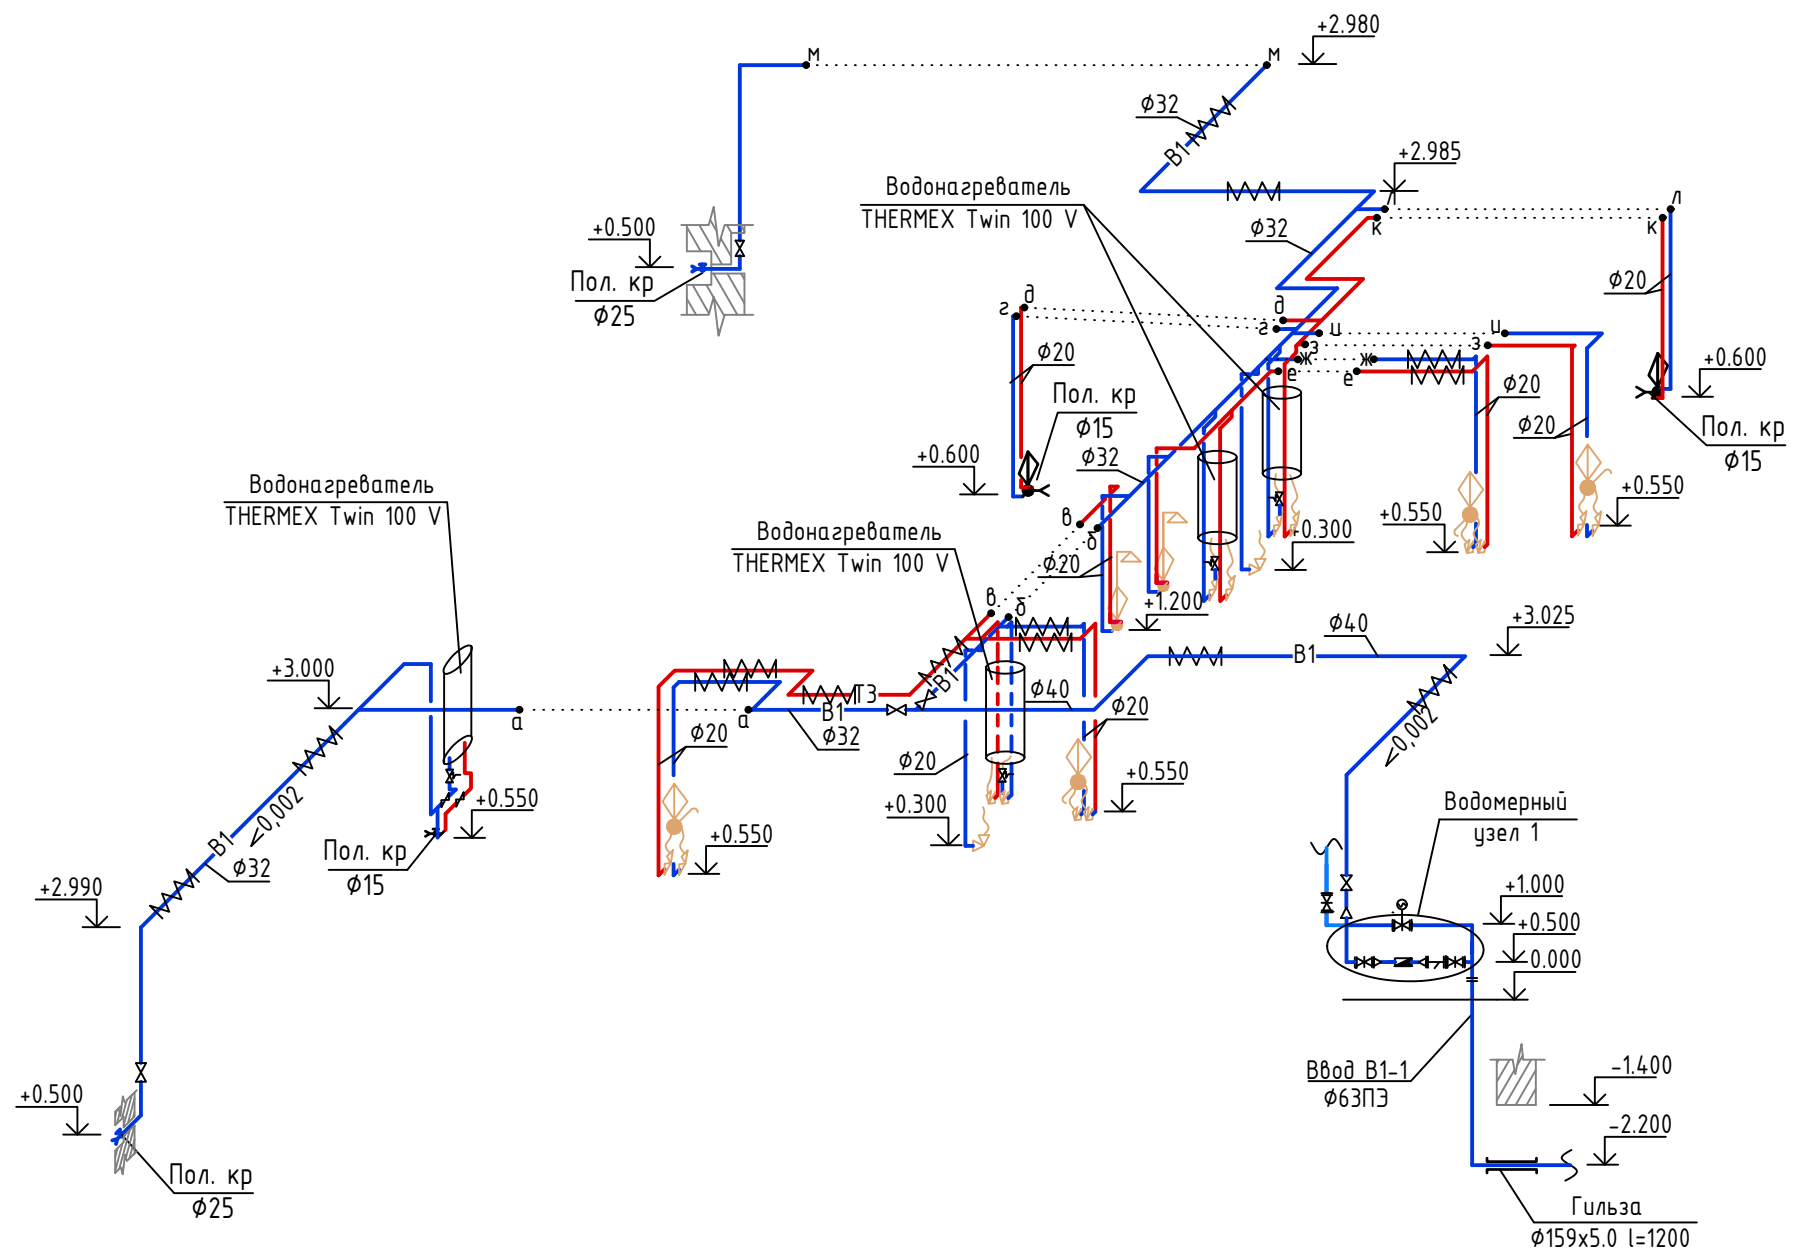 +2.980
м
м
Ф32
В1
+2.985
Водонагреватель
THERMEX Twin 100 V
л
л
к
к
+0.500
Пол. кр
Ф25
Ф32
Ф20
д
г
д
г
и
и
з
з
ж
ж
е
е
Ф20
Ф20
+0.600
Пол. кр
Ф15
Пол. кр
Ф15
Ф20
+0.600
Ф32
+0.550
+0.550
+0.300
Водонагреватель
THERMEX Twin 100 V
Водонагреватель
THERMEX Twin 100 V
в
б
Ф20
+1.200
в
б
Ф40
+3.025
В1
+3.000
а
а
Т3
В1
В1
Ф32
Ф40
Ф20
Ф20
Ф20
<0,002
+0.550
+0.550
+0.550
+0.300
Водомерный
узел 1
<0,002
В1
Ф32
Пол. кр
Ф15
+2.990
+1.000
+0.500
0.000
Ввод В1-1
Ф63ПЭ
-1.400
+0.500
-2.200
Пол. кр
Ф25
Гильза
Ф159x5.0 l=1200